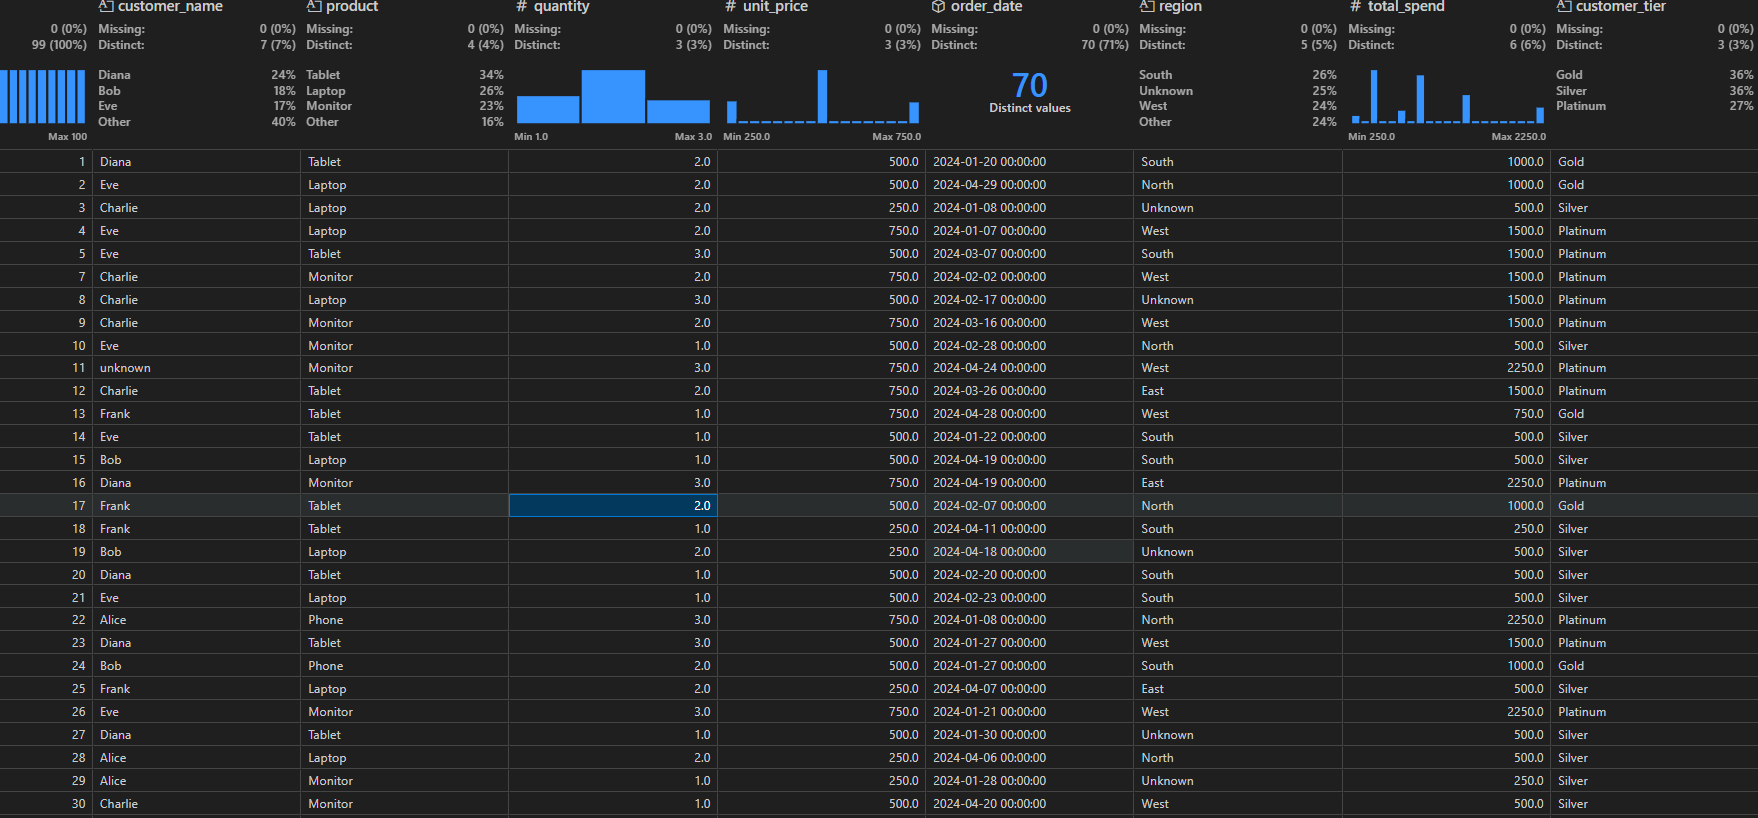 customer_name product # quantity # unit_price order_date region # total_spend customer_tier
0 (0%) Missing: 0 (0%) Missing: 0 (0%) Missing: 0 (0%) Missing: 0 (0%) Missing: 0 (0%) Missing: 0 (0%) Missing: 0 (0%) Missing: 0 (0%)
99 (100%) Distinct: 7 (7%) Distinct: 4 (4%) Distinct: 3 (3%) Distinct: 3 (3%) Distinct: 70 (71%) Distinct: 5 (5%) Distinct: 6 (6%) Distinct: 3 (3%)
Diana 24% Tablet 34% 70 South 26% Gold 36%
Bob 18% Laptop 26% Unknown 25% Silver 36%
Eve 17% Monitor 23% Distinct values West 24% Platinum 27%
Other 40% Other 16% Other 24%
Max 100 Min 1.0 Max 3.0 Min 250.0 Max 750.0 Min 250.0 Max 2250.0
1 Diana Tablet 2.0 500.0 2024-01-20 00:00:00 South 1000.0 Gold
2 Eve Laptop 2.0 500.0 2024-04-29 00:00:00 North 1000.0 Gold
3 Charlie Laptop 2.0 250.0 2024-01-08 00:00:00 Unknown 500.0 Silver
4 Eve Laptop 2.0 750.0 2024-01-07 00:00:00 West 1500.0 Platinum
5 Eve Tablet 3.0 500.0 2024-03-07 00:00:00 South 1500.0 Platinum
7 Charlie Monitor 2.0 750.0 2024-02-02 00:00:00 West 1500.0 Platinum
8 Charlie Laptop 3.0 500.0 2024-02-17 00:00:00 Unknown 1500.0 Platinum
9 Charlie Monitor 2.0 750.0 2024-03-16 00:00:00 West 1500.0 Platinum
10 Eve Monitor 1.0 500.0 2024-02-28 00:00:00 North 500.0 Silver
11 unknown Monitor 3.0 750.0 2024-04-24 00:00:00 West 2250.0 Platinum
12 Charlie Tablet 2.0 750.0 2024-03-26 00:00:00 East 1500.0 Platinum
13 Frank Tablet 1.0 750.0 2024-04-28 00:00:00 West 750.0 Gold
14 Eve Tablet 1.0 500.0 2024-01-22 00:00:00 South 500.0 Silver
15 Bob Laptop 1.0 500.0 2024-04-19 00:00:00 South 500.0 Silver
16 Diana Monitor 3.0 750.0 2024-04-19 00:00:00 East 2250.0 Platinum
17 Frank Tablet 2.0 500.0 2024-02-07 00:00:00 North 1000.0 Gold
18 Frank Tablet 1.0 250.0 2024-04-11 00:00:00 South 250.0 Silver
19 Bob Laptop 2.0 250.0 2024-04-18 00:00:00 Unknown 500.0 Silver
20 Diana Tablet 1.0 500.0 2024-02-20 00:00:00 South 500.0 Silver
21 Eve Laptop 1.0 500.0 2024-02-23 00:00:00 South 500.0 Silver
22 Alice Phone 3.0 750.0 2024-01-08 00:00:00 North 2250.0 Platinum
23 Diana Tablet 3.0 500.0 2024-01-27 00:00:00 West 1500.0 Platinum
24 Bob Phone 2.0 500.0 2024-01-27 00:00:00 South 1000.0 Gold
25 Frank Laptop 2.0 250.0 2024-04-07 00:00:00 East 500.0 Silver
26 Eve Monitor 3.0 750.0 2024-01-21 00:00:00 West 2250.0 Platinum
27 Diana Tablet 1.0 500.0 2024-01-30 00:00:00 Unknown 500.0 Silver
28 Alice Laptop 2.0 250.0 2024-04-06 00:00:00 North 500.0 Silver
29 Alice Monitor 1.0 250.0 2024-01-28 00:00:00 Unknown 250.0 Silver
30 Charlie Monitor 1.0 500.0 2024-04-20 00:00:00 West 500.0 Silver